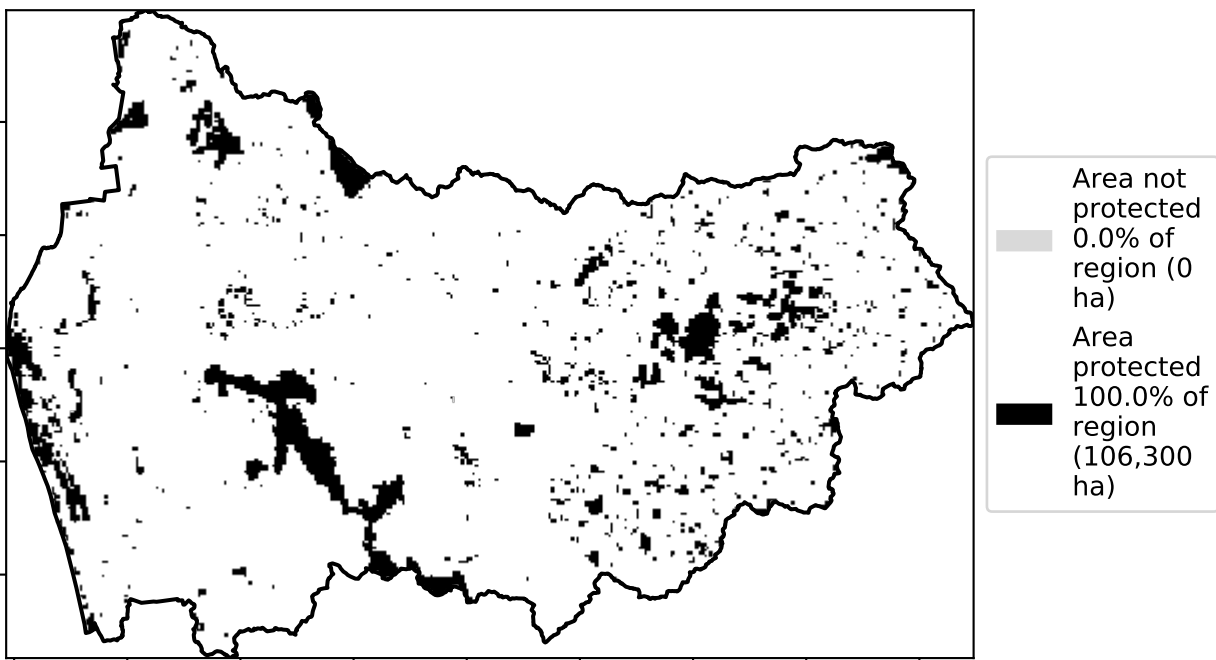 Area not
protected
0.0% of
region (0
ha)
Area
protected
100.0% of
region
(106,300
ha)